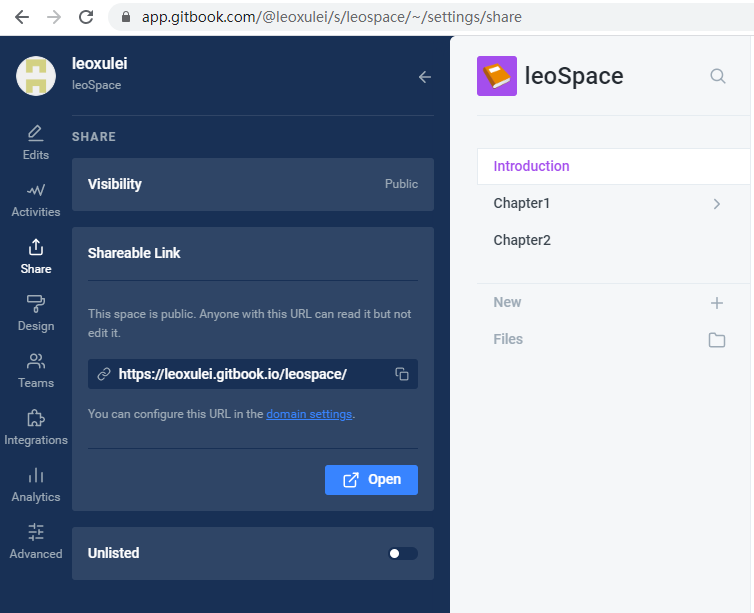 app.gitbook.com/@leoxulei/s/leospace/~/settings/share
leoxulei
leoSpace
SHARE
Edits
Activities
Share
Design
Teams
Integrations
Analytics
Advanced
Visibility
Public
Shareable Link
This space is public. Anyone with this URL can read it but not
edit it.
https://leoxulei.gitbook.io/leospace/
You can configure this URL in the domain settings.
Open
Unlisted
leoSpace
Introduction
Chapter1
Chapter2
New
Files